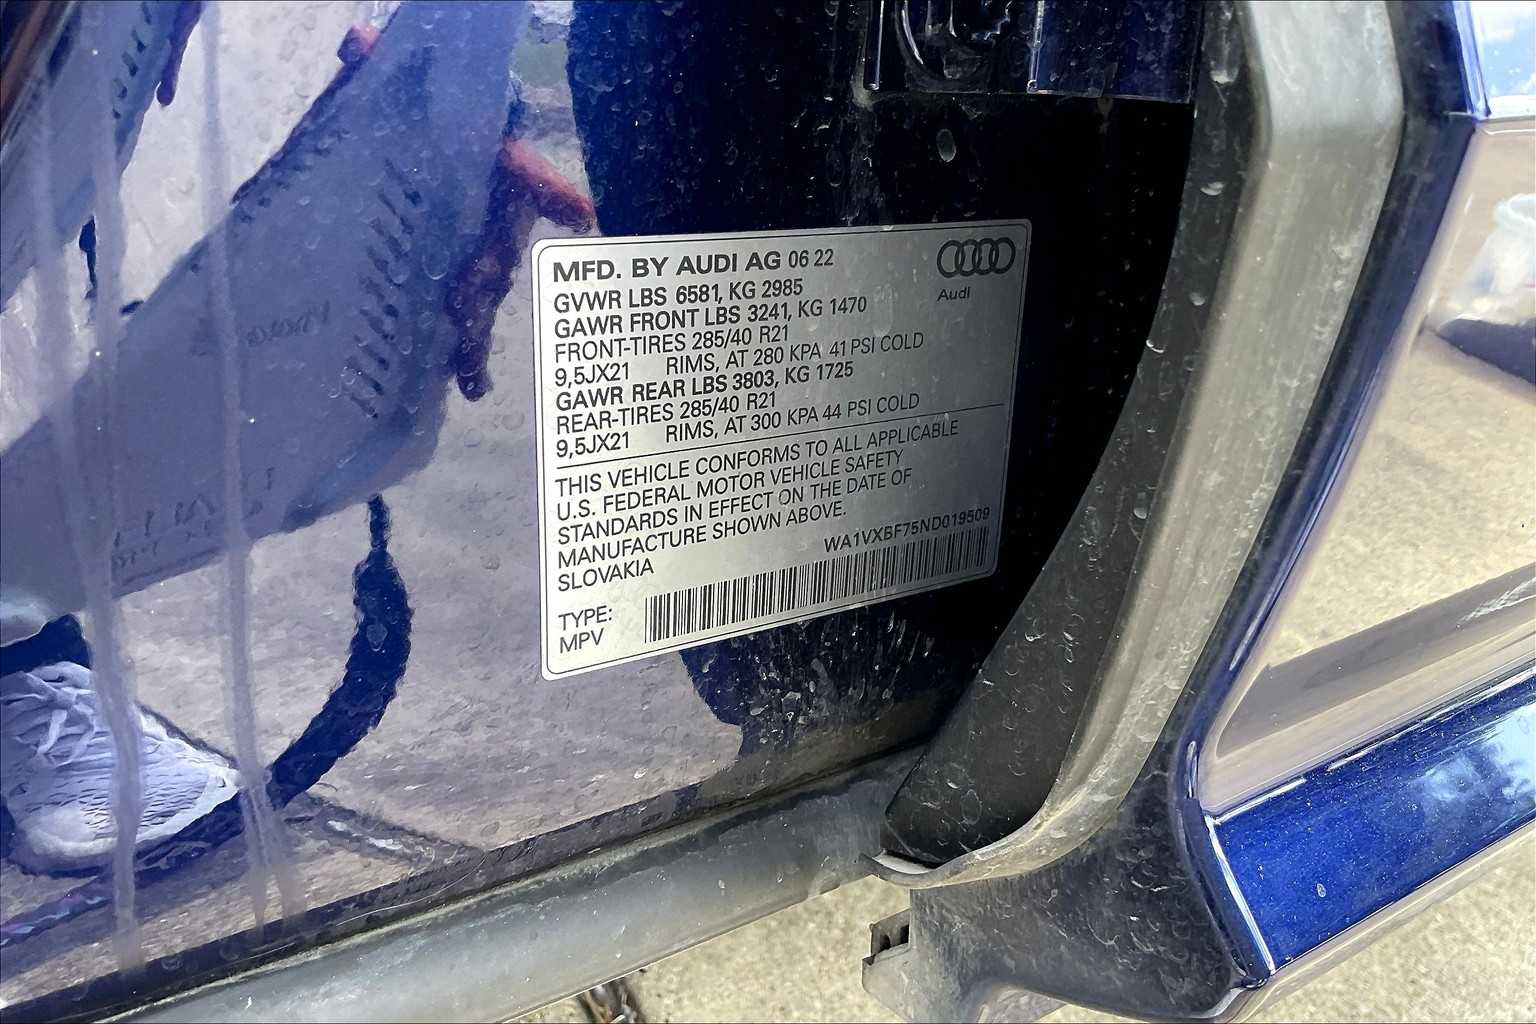 MFD. BY AUDI AG 06 22
Audi
GVWR LBS 6581, KG 2985
GAWR FRONT LBS 3241, KG 1470
FRONT-TIRES 285/40 R21
9,5JX21 RIMS, AT 280 KPA 41 PSI COLD
GAWR REAR LBS 3803, KG 1725
REAR-TIRES 285/40 R21
9,5JX21 RIMS, AT 300 KPA 44 PSI COLD
THIS VEHICLE CONFORMS TO ALL APPLICABLE
U.S. FEDERAL MOTOR VEHICLE SAFETY
STANDARDS IN EFFECT ON THE DATE OF
MANUFACTURE SHOWN ABOVE.
SLOVAKIA
WA1VXBF75ND019509
TYPE:
MPV